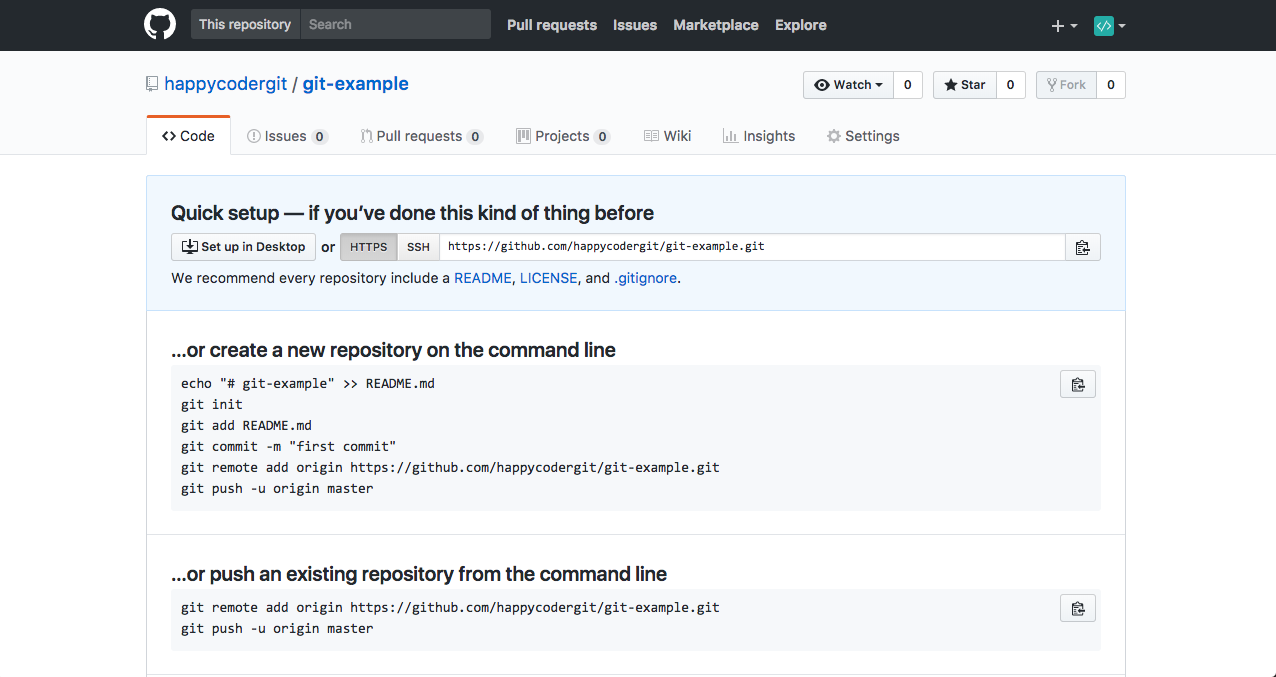 This repository Search Pull requests Issues Marketplace Explore
happycodergit / git-example Watch 0 Star 0 Fork 0
Code Issues 0 Pull requests 0 Projects 0 Wiki Insights Settings
Quick setup — if you’ve done this kind of thing before
Set up in Desktop or HTTPS SSH https://github.com/happycodergit/git-example.git
We recommend every repository include a README, LICENSE, and .gitignore.
…or create a new repository on the command line
echo "# git-example" >> README.md
git init
git add README.md
git commit -m "first commit"
git remote add origin https://github.com/happycodergit/git-example.git
git push -u origin master
…or push an existing repository from the command line
git remote add origin https://github.com/happycodergit/git-example.git
git push -u origin master